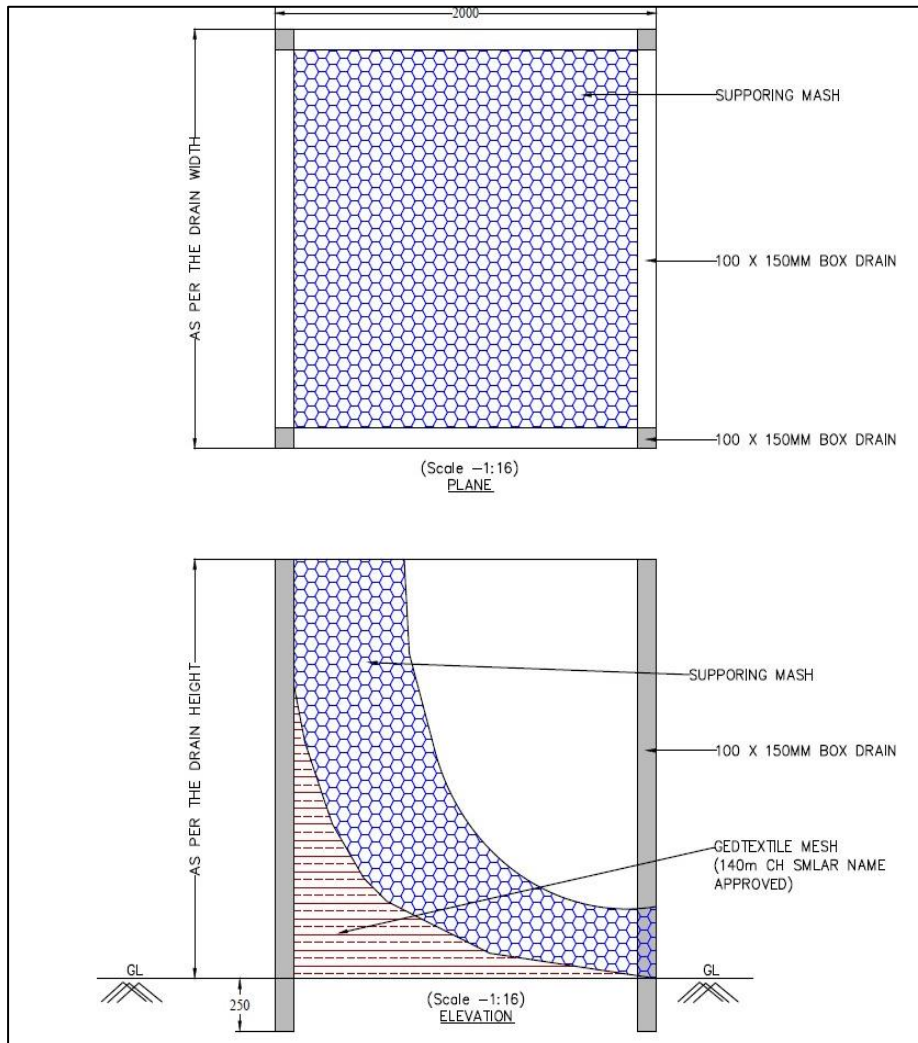 2000
SUPPORING MASH
AS PER THE DRAIN WIDTH
100 X 150MM BOX DRAIN
100 X 150MM BOX DRAIN
(Scale -1:16)
PLANE
SUPPORING MASH
AS PER THE DRAIN HEIGHT
100 X 150MM BOX DRAIN
GEDTEXTILE MESH
(140m CH SMLAR NAME
APPROVED)
GL
GL
250
(Scale -1:16)
ELEVATION